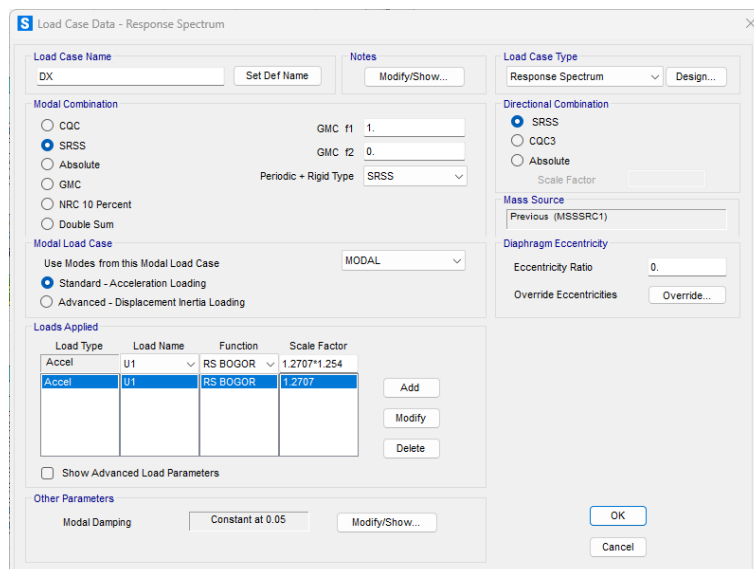 S Load Case Data - Response Spectrum
Load Case Name
DX
Set Def Name
Notes
Modify/Show...
Load Case Type
Response Spectrum
Design...
Modal Combination
CQC
SRSS
Absolute
GMC
NRC 10 Percent
Double Sum
GMC f1 1.
GMC f2 0.
Periodic + Rigid Type SRSS
Directional Combination
SRSS
CQC3
Absolute
Scale Factor
Mass Source
Previous (MSSSRC1)
Modal Load Case
Use Modes from this Modal Load Case MODAL
Standard - Acceleration Loading
Advanced - Displacement Inertia Loading
Diaphragm Eccentricity
Eccentricity Ratio 0.
Override Eccentricities Override...
Loads Applied
Load Type Load Name Function Scale Factor
Accel U1 RS BOGOR 1.2707*1.254
Accel U1 RS BOGOR 1.2707
Add
Modify
Delete
Show Advanced Load Parameters
Other Parameters
Modal Damping Constant at 0.05 Modify/Show...
OK
Cancel